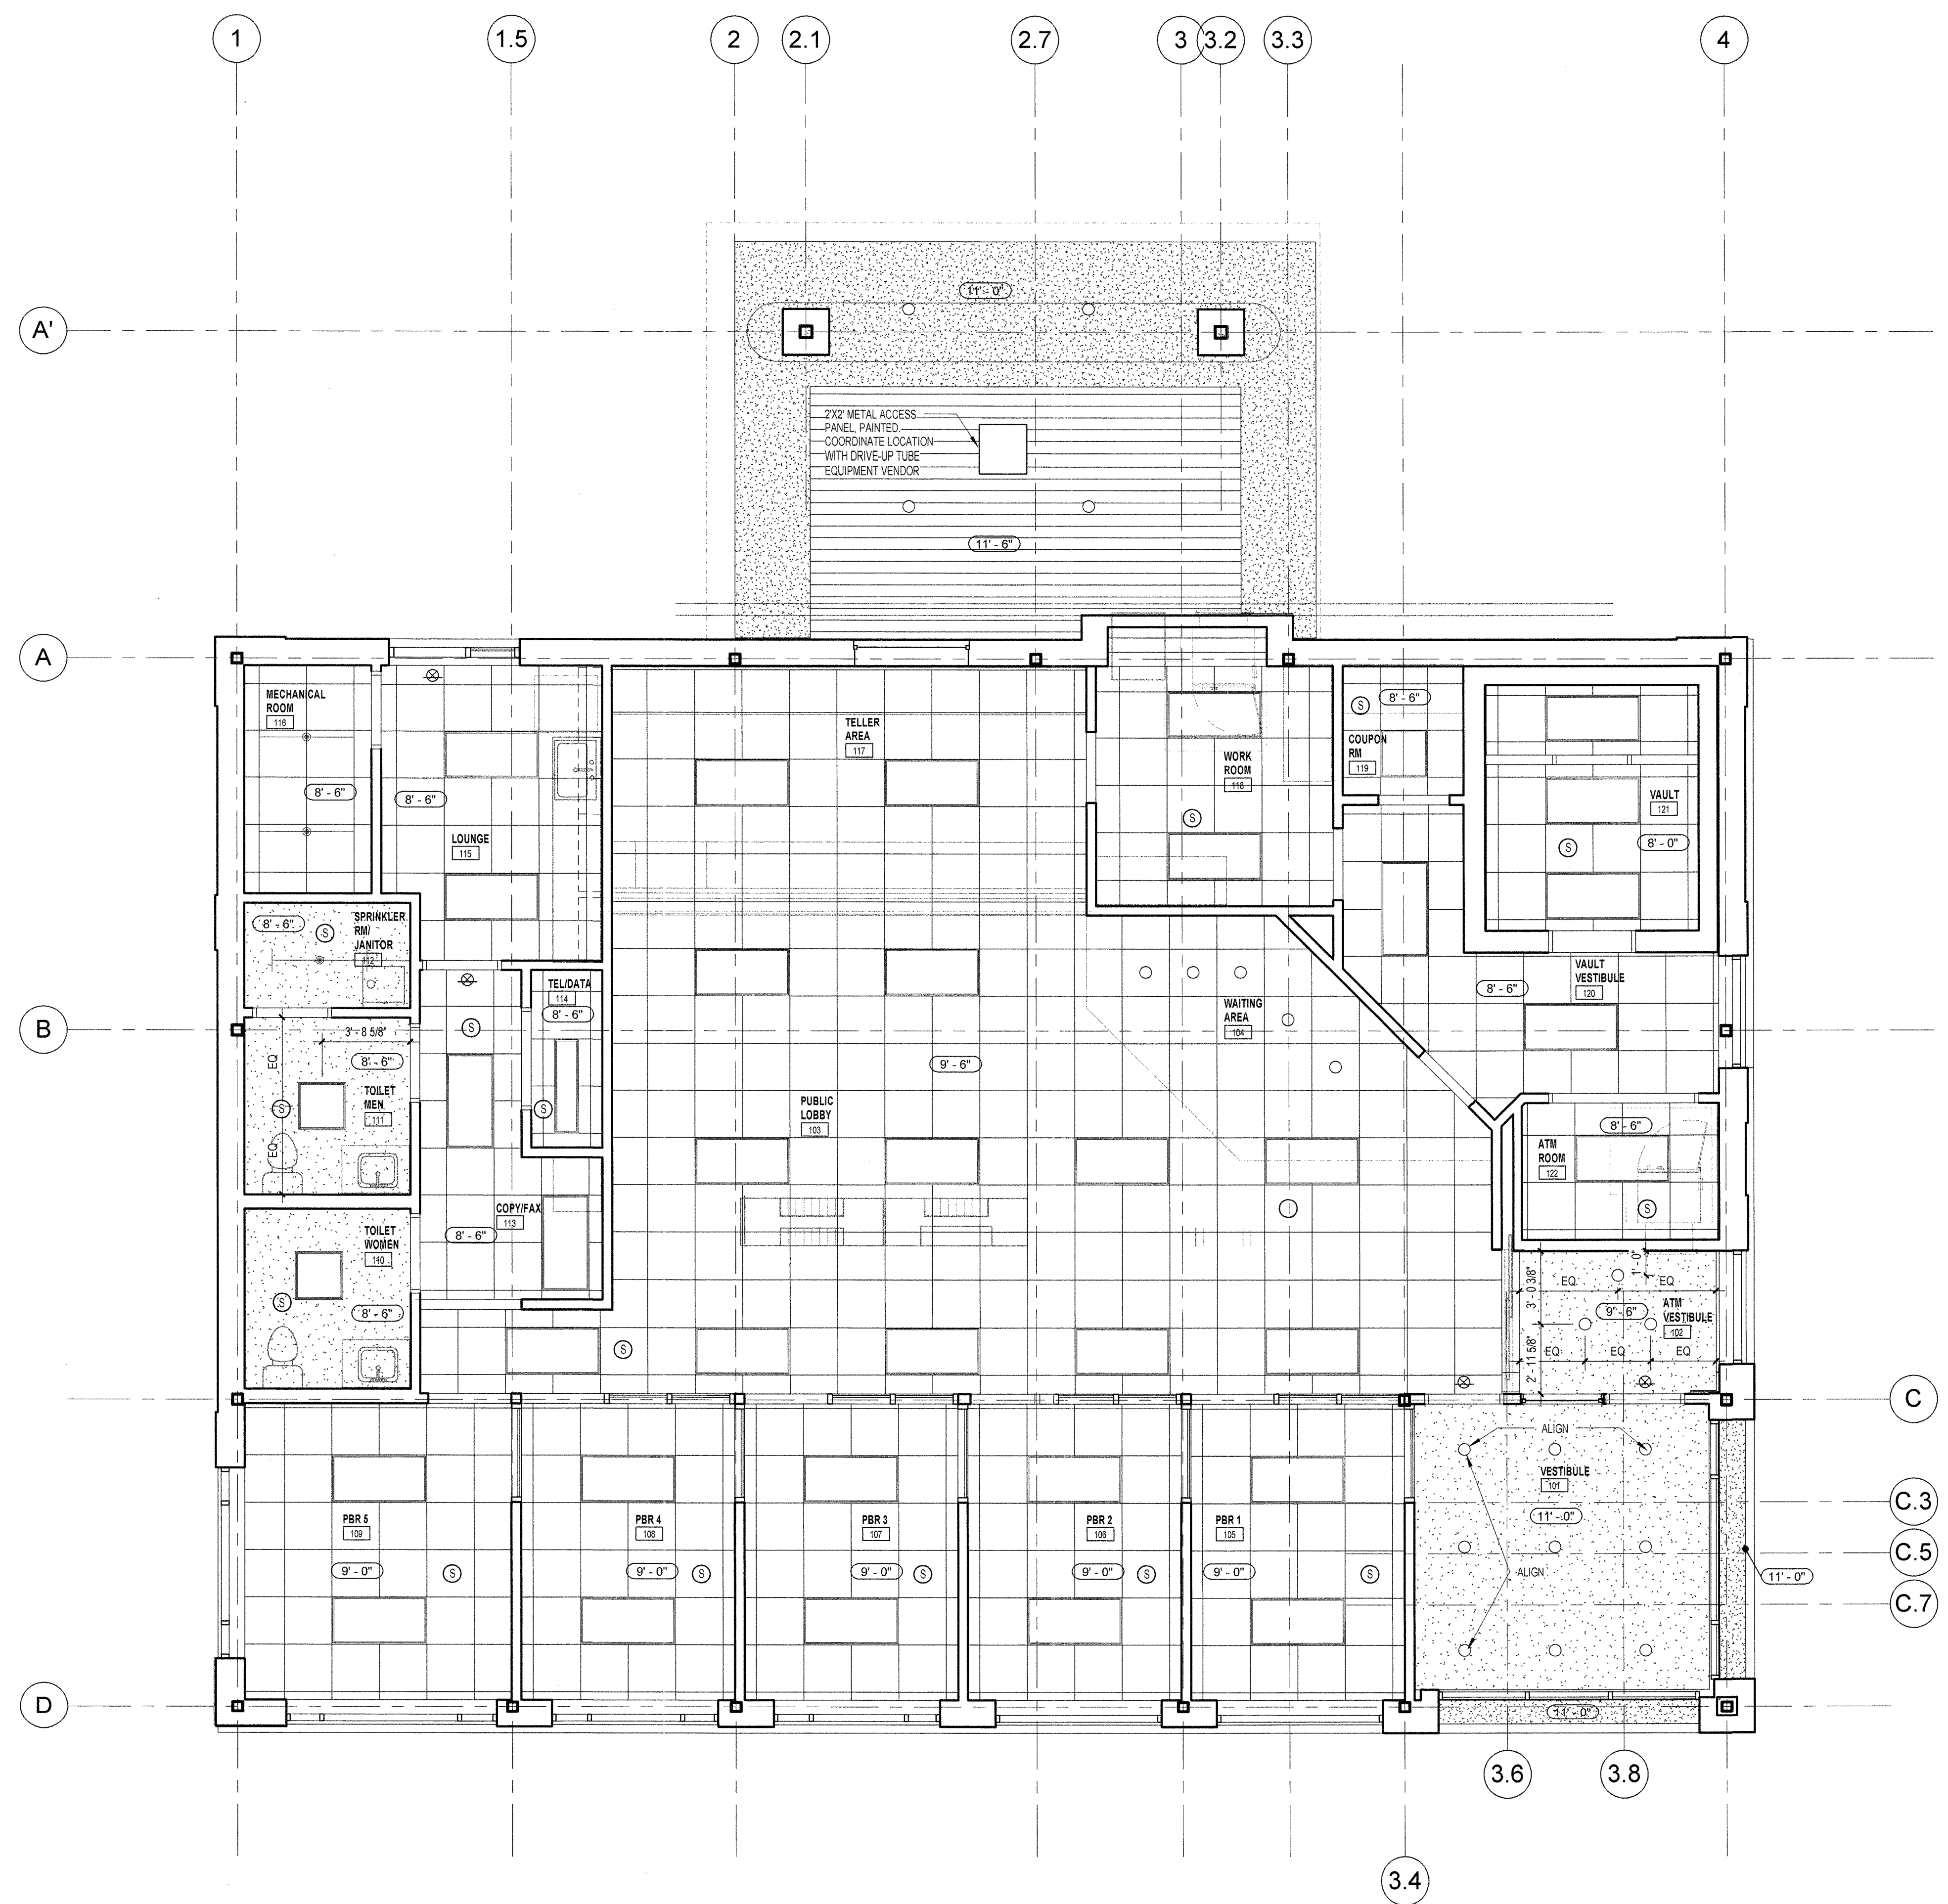 1
1.5
2
2.1
2.7
3
3.2
3.3
4
A'
11' - 0"
2'X2' METAL ACCESS
PANEL, PAINTED.
COORDINATE LOCATION
WITH DRIVE-UP TUBE
EQUIPMENT VENDOR
11' - 6"
A
MECHANICAL
ROOM
116
8' - 6"
8' - 6"
LOUNGE
115
TELLER
AREA
117
WORK
ROOM
118
S
8' - 6"
S
COUPON
RM
119
VAULT
121
8' - 0"
S
8' - 6"
SPRINKLER
RM/
JANITOR
112
S
TEL/DATA
114
8' - 6"
S
VAULT
VESTIBULE
120
8' - 6"
WAITING
AREA
104
B
S
3' - 8 5/8"
EQ
8' - 6"
TOILET
MEN
111
S
EQ
9' - 6"
PUBLIC
LOBBY
103
8' - 6"
ATM
ROOM
122
S
COPY/FAX
113
8' - 6"
TOILET
WOMEN
110
S
8' - 6"
S
1' - 0"
3' - 0 3/8"
EQ
EQ
9' - 6"
ATM
VESTIBULE
102
2' - 11 5/8"
EQ
EQ
EQ
C
ALIGN
VESTIBULE
101
11' - 0"
ALIGN
C.3
C.5
11' - 0"
C.7
PBR 5
109
9' - 0"
S
PBR 4
108
9' - 0"
S
PBR 3
107
9' - 0"
S
PBR 2
106
9' - 0"
S
PBR 1
105
9' - 0"
S
D
11' - 0"
3.6
3.8
3.4